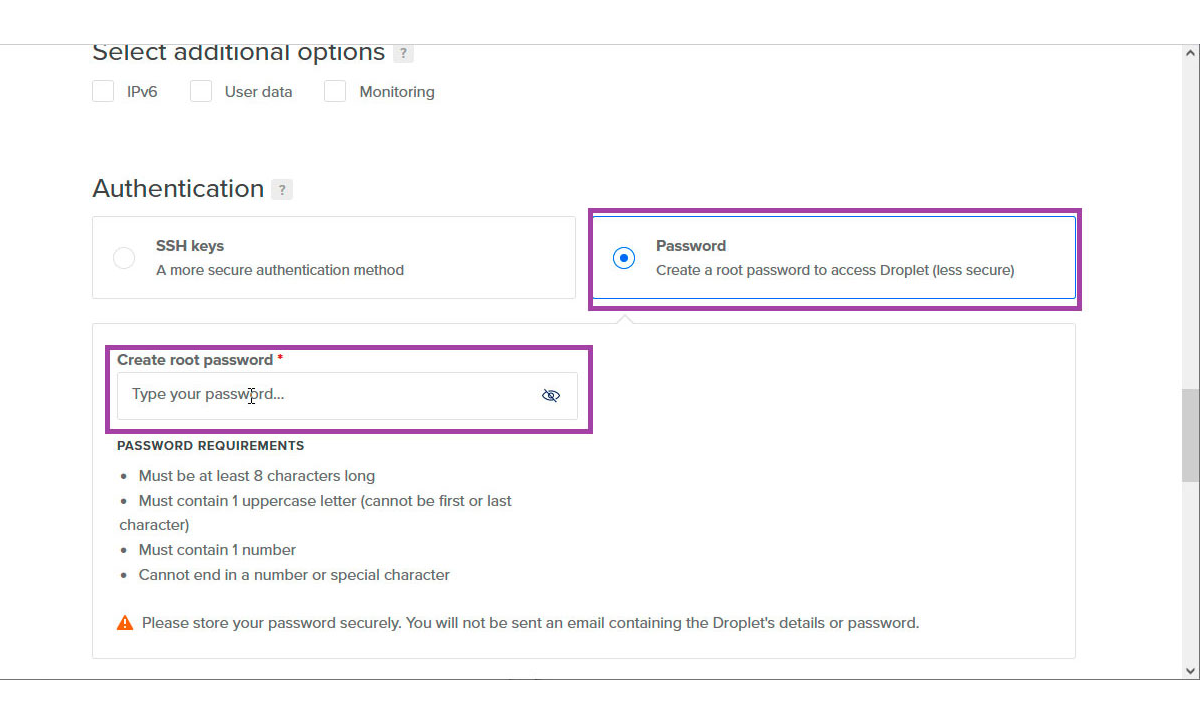 Select additional options ?
IPv6 User data Monitoring
Authentication ?
SSH keys
A more secure authentication method
Password
Create a root password to access Droplet (less secure)
Create root password *
Type your password...
PASSWORD REQUIREMENTS
• Must be at least 8 characters long
• Must contain 1 uppercase letter (cannot be first or last
character)
• Must contain 1 number
• Cannot end in a number or special character
Please store your password securely. You will not be sent an email containing the Droplet's details or password.